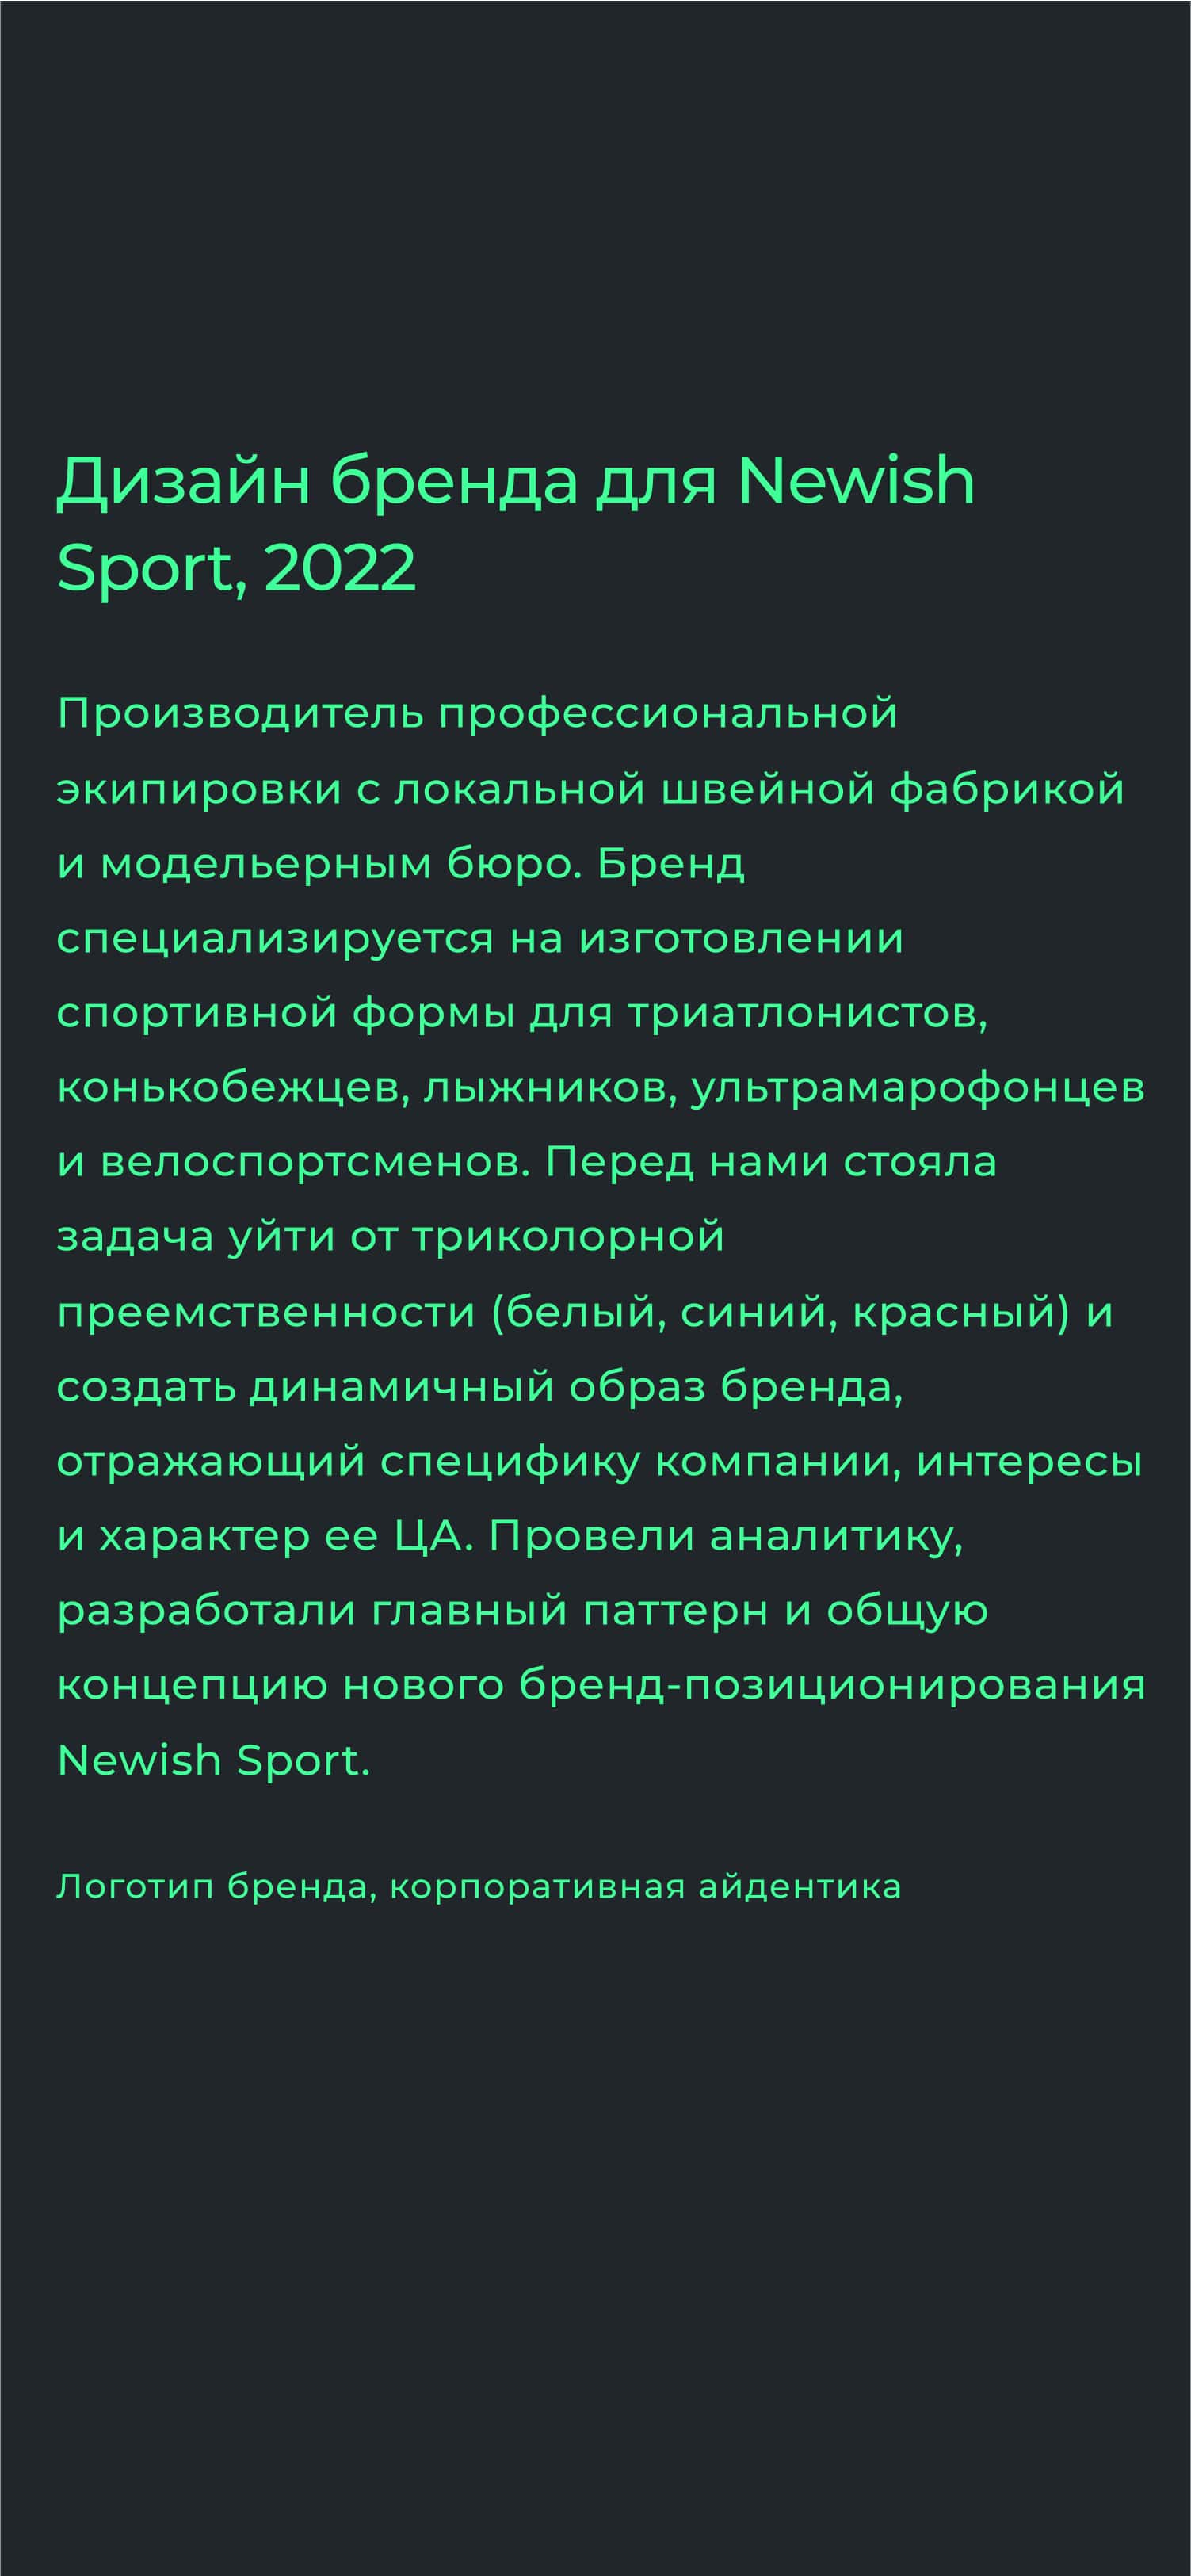 Дизайн бренда для Newish
Sport, 2022
Производитель профессиональной
экипировки с локальной швейной фабрикой
и модельерным бюро. Бренд
специализируется на изготовлении
спортивной формы для триатлонистов,
конькобежцев, лыжников, ультрамарофонцев
и велоспортсменов. Перед нами стояла
задача уйти от триколорной
преемственности (белый, синий, красный) и
создать динамичный образ бренда,
отражающий специфику компании, интересы
и характер ее ЦА. Провели аналитику,
разработали главный паттерн и общую
концепцию нового бренд-позиционирования
Newish Sport.
Логотип бренда, корпоративная айдентика